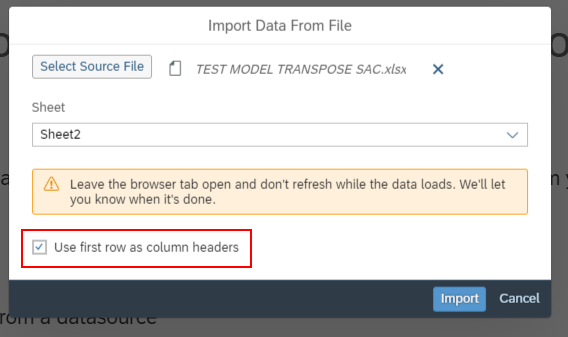 Import Data From File
Select Source File
TEST MODEL TRANSPOSE SAC.xlsx
Sheet
Sheet2
Leave the browser tab open and don't refresh while the data loads. We'll let
you know when it's done.
Use first row as column headers
Import
Cancel
rom a datasource